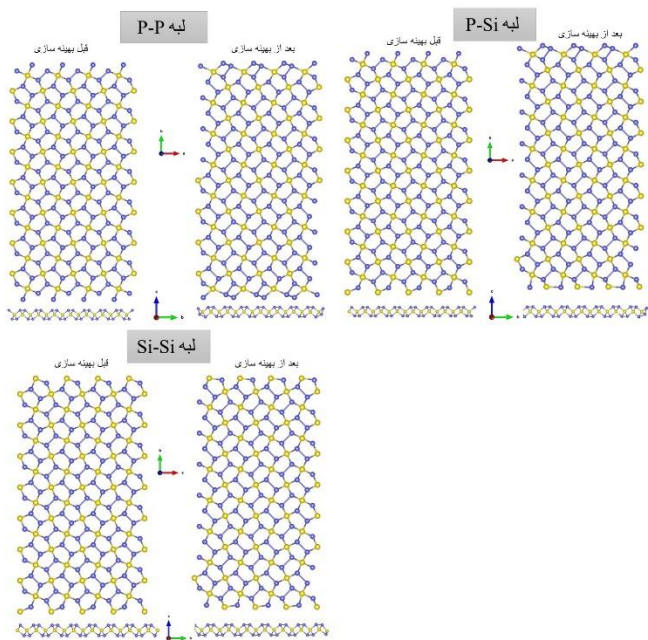 لبه P-P
قبل بهینه سازی
بعد از بهینه سازی
لبه P-Si
قبل بهینه سازی
بعد از بهینه سازی
لبه Si-Si
قبل بهینه سازی
بعد از بهینه سازی